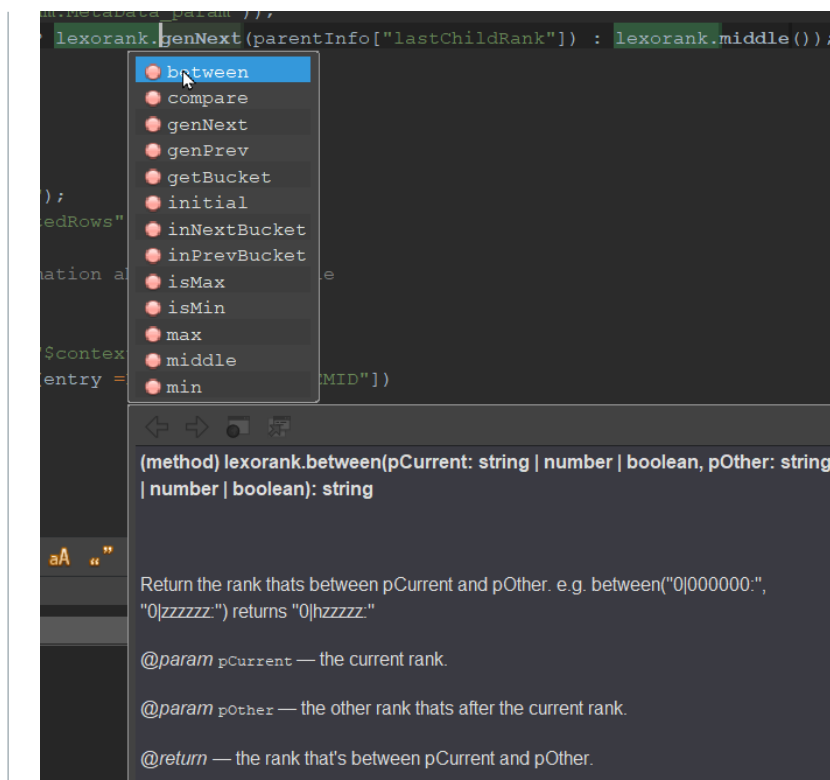 m.MetaData_param"));
lexorank.genNext(parentInfo["lastChildRank"]) : lexorank.middle());
between
compare
genNext
genPrev
getBucket
");
initial
edRows"
inNextBucket
inPrevBucket
mation a
e
isMax
isMin
max
"$contex
middle
[entry =
MID"])
min
(method) lexorank.between(pCurrent: string | number | boolean, pOther: string
| number | boolean): string
aA “”
Return the rank thats between pCurrent and pOther. e.g. between("0|000000:",
"0|zzzzzz:") returns "0|hzzzzz:"
@param pCurrent — the current rank.
@param pOther — the other rank thats after the current rank.
@return — the rank that's between pCurrent and pOther.